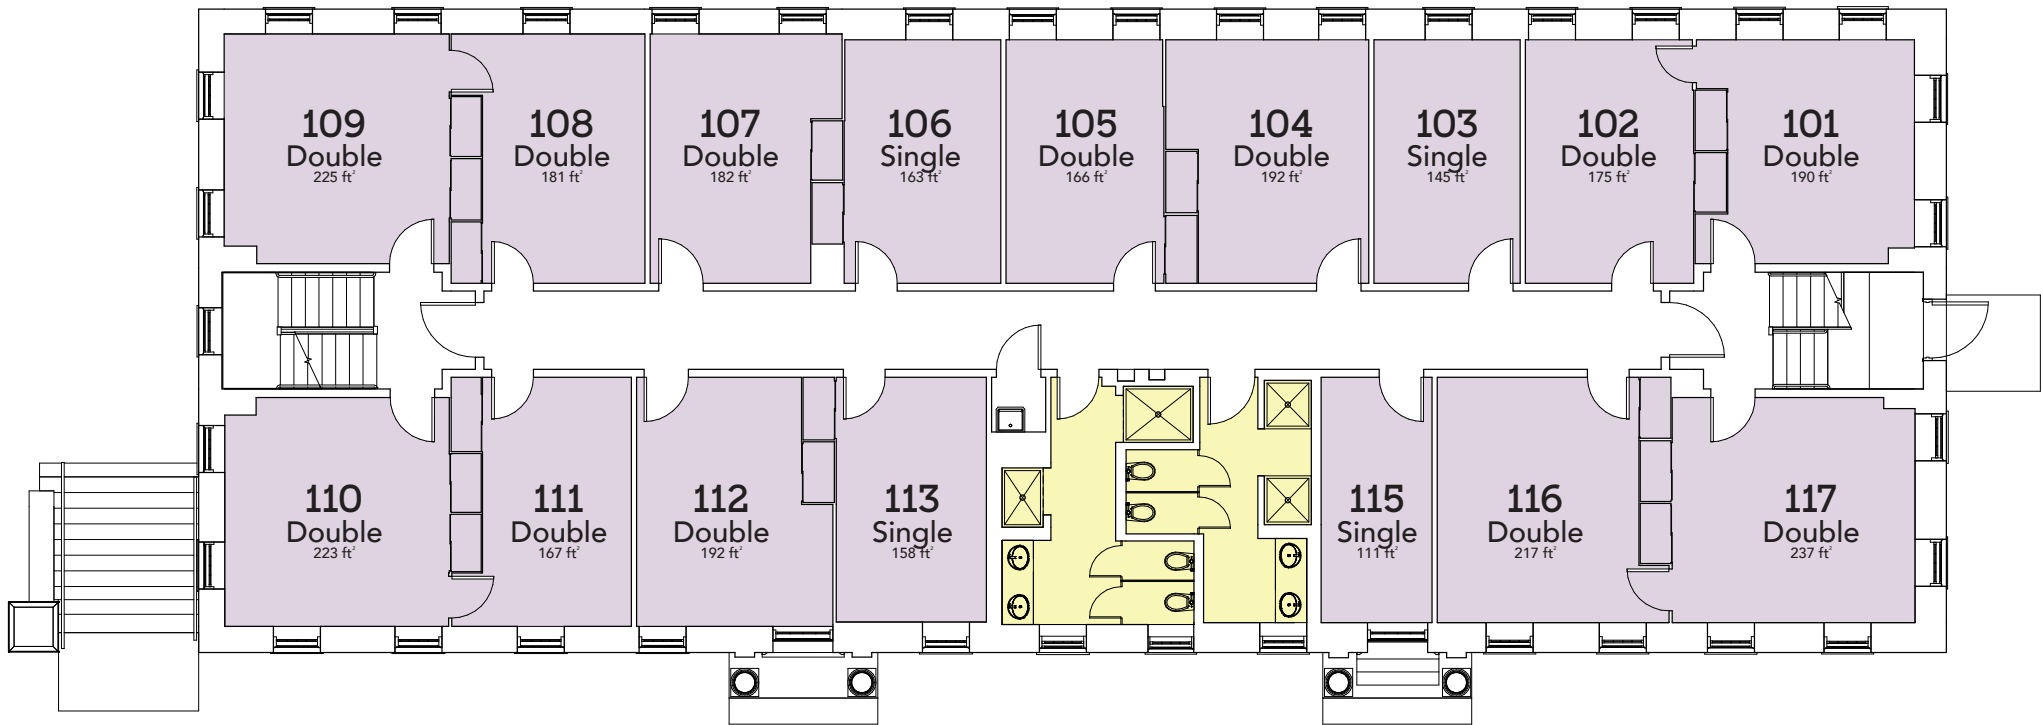 109
Double
225 ft²
108
Double
181 ft²
107
Double
182 ft²
106
Single
163 ft²
105
Double
166 ft²
104
Double
192 ft²
103
Single
145 ft²
102
Double
175 ft²
101
Double
190 ft²
110
Double
223 ft²
111
Double
167 ft²
112
Double
192 ft²
113
Single
158 ft²
115
Single
111 ft²
116
Double
217 ft²
117
Double
237 ft²